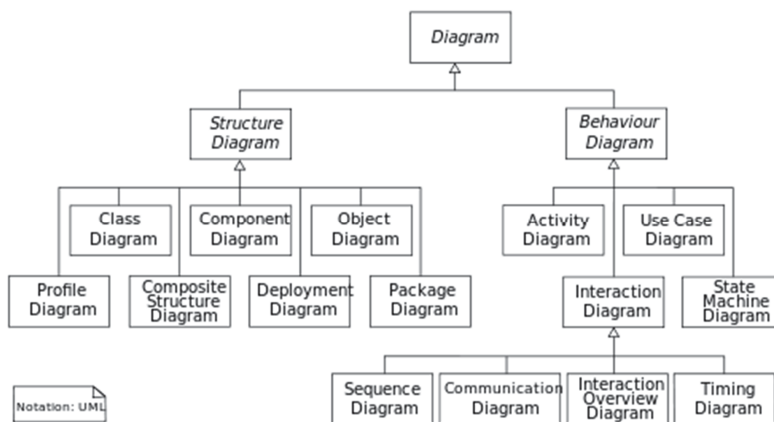 Diagram
Structure
Diagram
Behaviour
Diagram
Class
Diagram
Component
Diagram
Object
Diagram
Activity
Diagram
Use Case
Diagram
Profile
Diagram
Composite
Structure
Diagram
Deployment
Diagram
Package
Diagram
Interaction
Diagram
State
Machine
Diagram
Sequence
Diagram
Communication
Diagram
Interaction
Overview
Diagram
Timing
Diagram
Notation: UML